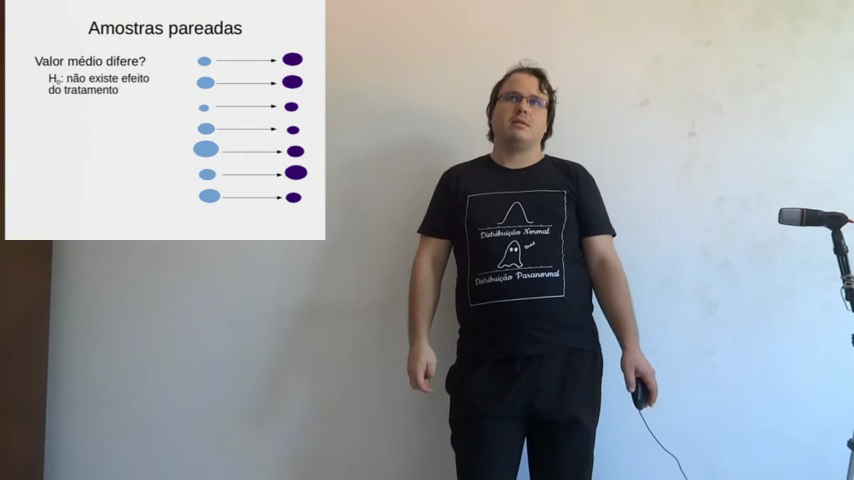 Amostras pareadas
Valor médio difere?
H₀: não existe efeito
do tratamento
Distribuição Normal
Distribuição Paranormal